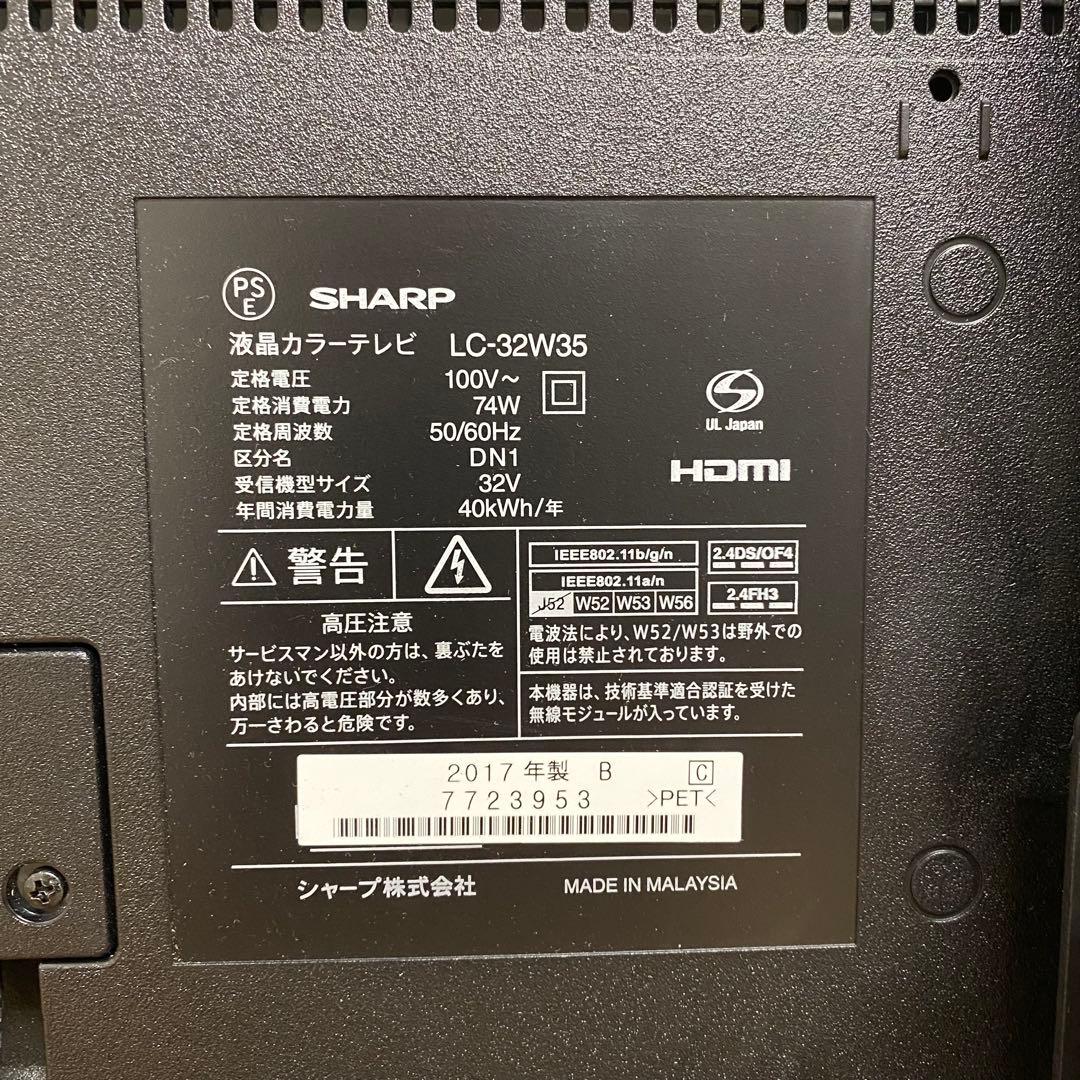 PS
E
SHARP
液晶カラーテレビ LC-32W35
定格電圧 100V～
定格消費電力 74W
定格周波数 50/60Hz
区分名 DN1
受信機型サイズ 32V
年間消費電力量 40kWh/年
UL Japan
HDMI
警告
高圧注意
サービスマン以外の方は、裏ぶたを
あけないでください。
内部には高電圧部分が数多くあり、
万一さわると危険です。
IEEE802.11b/g/n
IEEE802.11a/n
J52 W52 W53 W56
2.4DS/OF4
2.4FH3
電波法により、W52/W53は野外での
使用は禁止されております。
本機器は、技術基準適合認証を受けた
無線モジュールが入っています。
2017年製 B C
7723953 >PET<
シャープ株式会社 MADE IN MALAYSIA